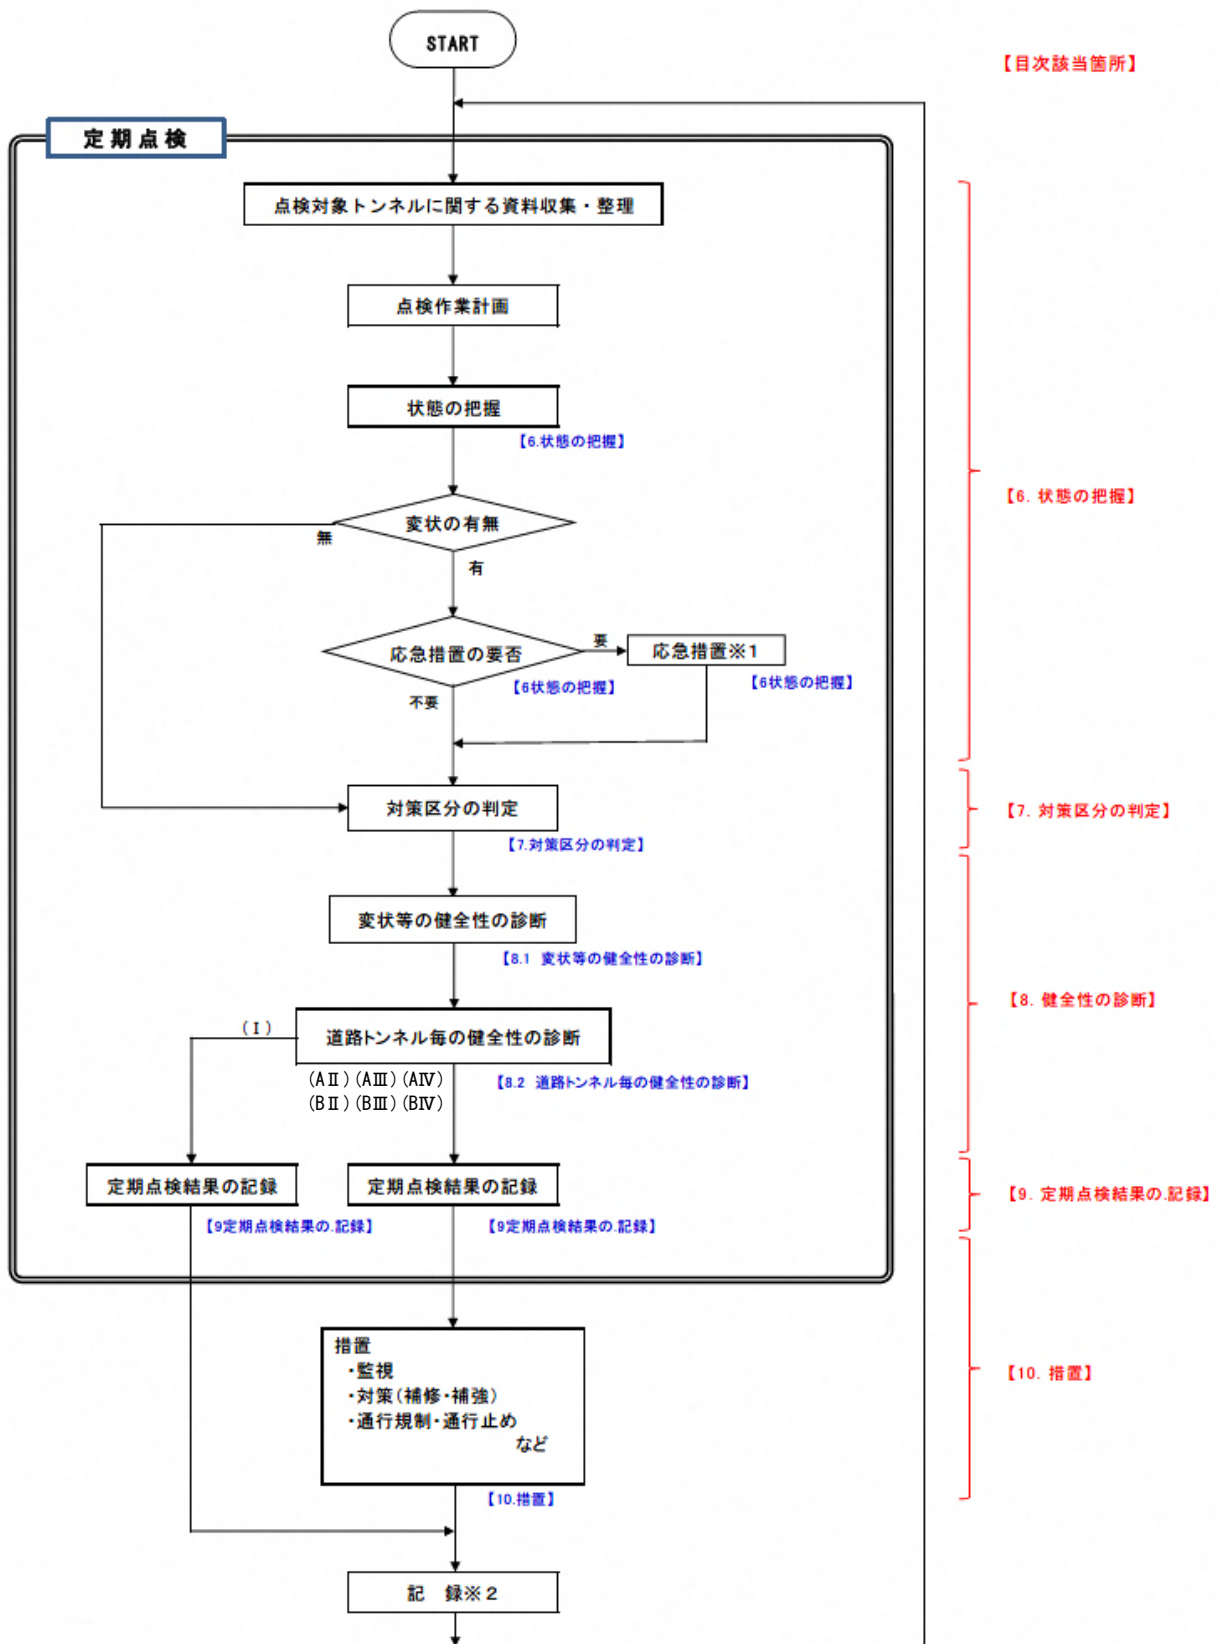 START
【目次該当箇所】
定期点検
点検対象トンネルに関する資料収集・整理
点検作業計画
状態の把握
【6.状態の把握】
【6. 状態の把握】
変状の有無
無
有
応急措置の要否
要
応急措置※1
【6状態の把握】
【6状態の把握】
不要
対策区分の判定
【7. 対策区分の判定】
【7.対策区分の判定】
変状等の健全性の診断
【8.1 変状等の健全性の診断】
【8. 健全性の診断】
(Ⅰ)
道路トンネル毎の健全性の診断
(AⅡ)(AⅢ)(AⅣ)
(BⅡ)(BⅢ)(BⅣ)
【8.2 道路トンネル毎の健全性の診断】
定期点検結果の記録
定期点検結果の記録
【9. 定期点検結果の.記録】
【9定期点検結果の.記録】
【9定期点検結果の.記録】
措置
・監視
・対策(補修・補強)
・通行規制・通行止め
など
【10. 措置】
【10.措置】
記 録※2